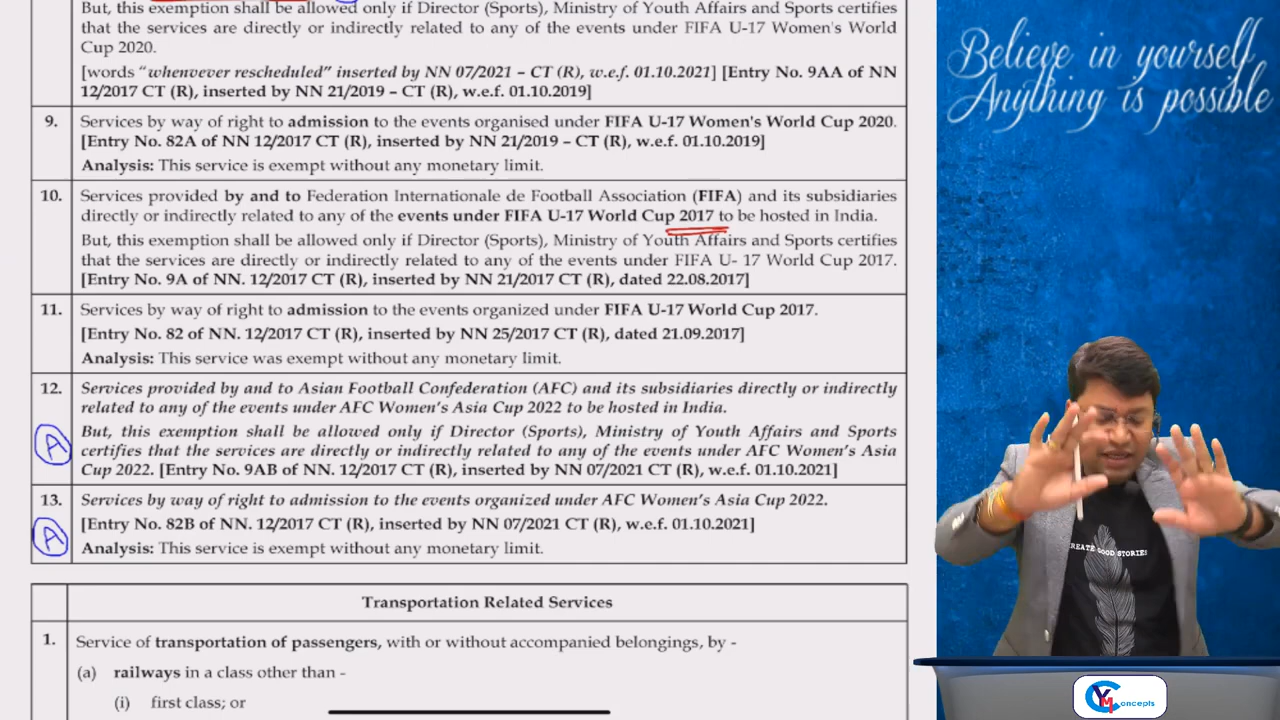 But, this exemption shall be allowed only if Director (Sports), Ministry of Youth Affairs and Sports certifies
that the services are directly or indirectly related to any of the events under FIFA U-17 Women's World
Cup 2020.
[words "whenever rescheduled" inserted by NN 07/2021 – CT (R), w.e.f. 01.10.2021] [Entry No. 9AA of NN
12/2017 CT (R), inserted by NN 21/2019 – CT (R), w.e.f. 01.10.2019]
9. Services by way of right to admission to the events organised under FIFA U-17 Women's World Cup 2020.
[Entry No. 82A of NN 12/2017 CT (R), inserted by NN 21/2019 – CT (R), w.e.f. 01.10.2019]
Analysis: This service is exempt without any monetary limit.
10. Services provided by and to Federation Internationale de Football Association (FIFA) and its subsidiaries
directly or indirectly related to any of the events under FIFA U-17 World Cup 2017 to be hosted in India.
But, this exemption shall be allowed only if Director (Sports), Ministry of Youth Affairs and Sports certifies
that the services are directly or indirectly related to any of the events under FIFA U- 17 World Cup 2017.
[Entry No. 9A of NN. 12/2017 CT (R), inserted by NN 21/2017 CT (R), dated 22.08.2017]
11. Services by way of right to admission to the events organized under FIFA U-17 World Cup 2017.
[Entry No. 82 of NN. 12/2017 CT (R), inserted by NN 25/2017 CT (R), dated 21.09.2017]
Analysis: This service was exempt without any monetary limit.
12. Services provided by and to Asian Football Confederation (AFC) and its subsidiaries directly or indirectly
related to any of the events under AFC Women's Asia Cup 2022 to be hosted in India.
A
But, this exemption shall be allowed only if Director (Sports), Ministry of Youth Affairs and Sports
certifies that the services are directly or indirectly related to any of the events under AFC Women's Asia
Cup 2022. [Entry No. 9AB of NN. 12/2017 CT (R), inserted by NN 07/2021 CT (R), w.e.f. 01.10.2021]
13. Services by way of right to admission to the events organized under AFC Women's Asia Cup 2022.
A
[Entry No. 82B of NN. 12/2017 CT (R), inserted by NN 07/2021 CT (R), w.e.f. 01.10.2021]
Analysis: This service is exempt without any monetary limit.
Transportation Related Services
1. Service of transportation of passengers, with or without accompanied belongings, by -
(a) railways in a class other than -
(i) first class; or
Believe in yourself
Anything is possible
CREATE GOOD STORIES
YM Concepts